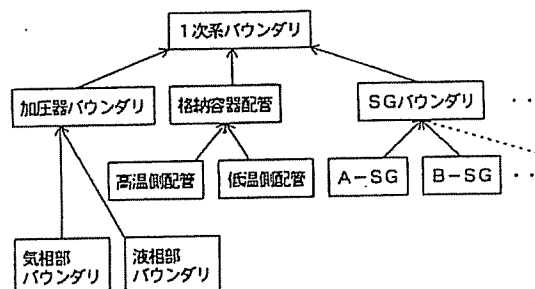 1次系バウンダリ
加圧器バウンダリ
格納容器配管
SGバウンダリ
・・
高温側配管
低温側配管
A-SG
B-SG
・・
気相部
バウンダリ
液相部
バウンダリ